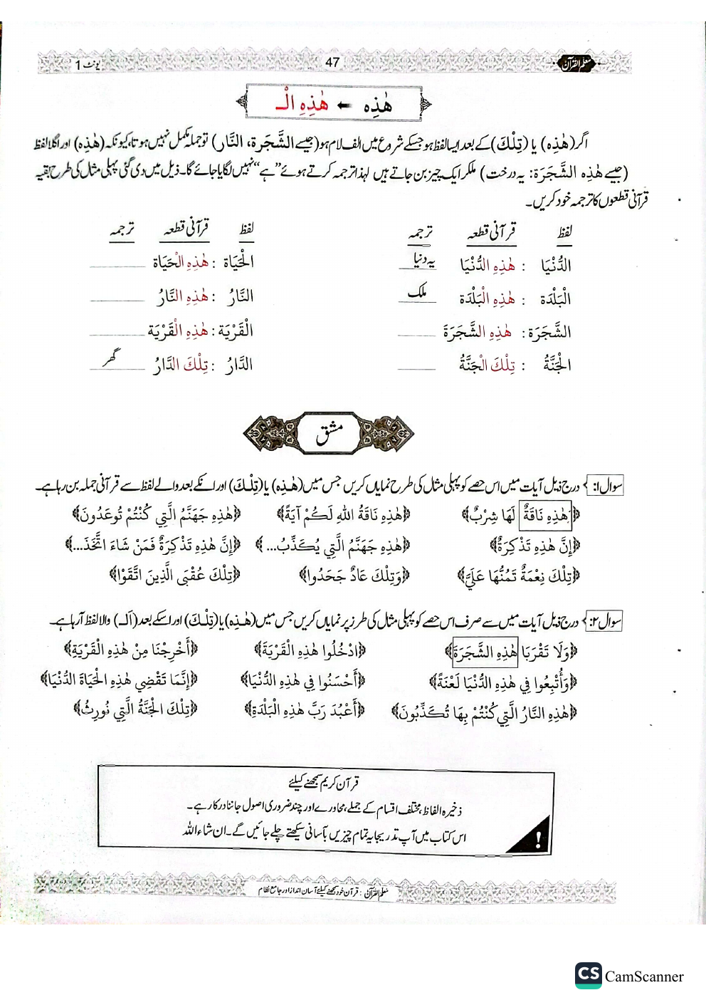 معلم القرآن 47 یونٹ 1
هٰذِه ← هٰذِهِ الْـ
اگر (هٰذِه) یا (تِلْكَ) کے بعد ایسا لفظ ہو جسکے شروع میں الف لام ہو (جیسے الشَّجَرة، النَّار) تو جملہ مکمل نہیں ہوتا، کیونکہ (هٰذِه) اور اگلا لفظ
(جیسے هٰذِهِ الشَّجَرَة: یہ درخت) ملکر ایک چیز بن جاتے ہیں لہذا ترجمہ کرتے ہوئے ”ہے“ نہیں لگایا جائے گا۔ ذیل میں دی گئی پہلی مثال کی طرح بقیہ
قرآنی قطعوں کا ترجمہ خود کریں۔
لفظ قرآنی قطعہ ترجمہ لفظ قرآنی قطعہ ترجمہ
الدُّنْيَا : هٰذِهِ الدُّنْيَا یہ دنیا الْحَيَاة : هٰذِهِ الْحَيَاة
الْبَلْدَة : هٰذِهِ الْبَلْدَة ملک النَّارُ : هٰذِهِ النَّارُ
الشَّجَرَة : هٰذِهِ الشَّجَرَةَ الْقَرْيَة : هٰذِهِ الْقَرْيَة
الْجَنَّةُ : تِلْكَ الْجَنَّةُ الدَّارُ : تِلْكَ الدَّارُ گھر
مشق
سوال ۱: درج ذیل آیات میں اس حصے کو پہلی مثال کی طرح نمایاں کریں جس میں (هٰذِه) یا (تِلْكَ) اور انکے بعد والے لفظ سے قرآنی جملہ بن رہا ہے۔
﴿هٰذِهِ نَاقَةٌ لَهَا شِرْبٌ﴾ ﴿هٰذِهِ نَاقَةُ اللهِ لَكُمْ آيَةً﴾ ﴿هٰذِهِ جَهَنَّمُ الَّتِي كُنْتُمْ تُوعَدُونَ﴾
﴿إِنَّ هٰذِهِ تَذْكِرَةٌ﴾ ﴿هٰذِهِ جَهَنَّمُ الَّتِي يُكَذِّبُ...﴾ ﴿إِنَّ هٰذِهِ تَذْكِرَةٌ فَمَنْ شَاءَ اتَّخَذَ...﴾
﴿تِلْكَ نِعْمَةٌ تَمُنُّهَا عَلَيَّ﴾ ﴿وَتِلْكَ عَادٌ جَحَدُوا﴾ ﴿تِلْكَ عُقْبَى الَّذِينَ اتَّقَوْا﴾
سوال ۲: درج ذیل آیات میں سے صرف اس حصے کو پہلی مثال کی طرز پر نمایاں کریں جس میں (هٰذِه) یا (تِلْكَ) اور اسکے بعد (اَلـ) والا لفظ آ رہا ہے۔
﴿وَلَا تَقْرَبَا هٰذِهِ الشَّجَرَةَ﴾ ﴿ادْخُلُوا هٰذِهِ الْقَرْيَةَ﴾ ﴿أَخْرِجْنَا مِنْ هٰذِهِ الْقَرْيَةِ﴾
﴿وَأُتْبِعُوا فِي هٰذِهِ الدُّنْيَا لَعْنَةً﴾ ﴿أَحْسَنُوا فِي هٰذِهِ الدُّنْيَا﴾ ﴿إِنَّمَا تَقْضِي هٰذِهِ الْحَيَاةَ الدُّنْيَا﴾
﴿هٰذِهِ النَّارُ الَّتِي كُنْتُمْ بِهَا تُكَذِّبُونَ﴾ ﴿أَعْبُدَ رَبَّ هٰذِهِ الْبَلْدَةِ﴾ ﴿تِلْكَ الْجَنَّةُ الَّتِي نُورِثُ﴾
قرآن کریم سمجھنے کیلئے
ذخیرہ الفاظ، مختلف اقسام کے جملے، محاورے اور چند ضروری اصول جاننا درکار ہے۔
اس کتاب میں آپ تدریجا یہ تمام چیزیں بآسانی سیکھتے چلے جائیں گے۔ ان شاء اللہ
!
معلم القرآن : قرآن خود سمجھنے کیلئے آسان انداز اور جامع نظام
CS CamScanner